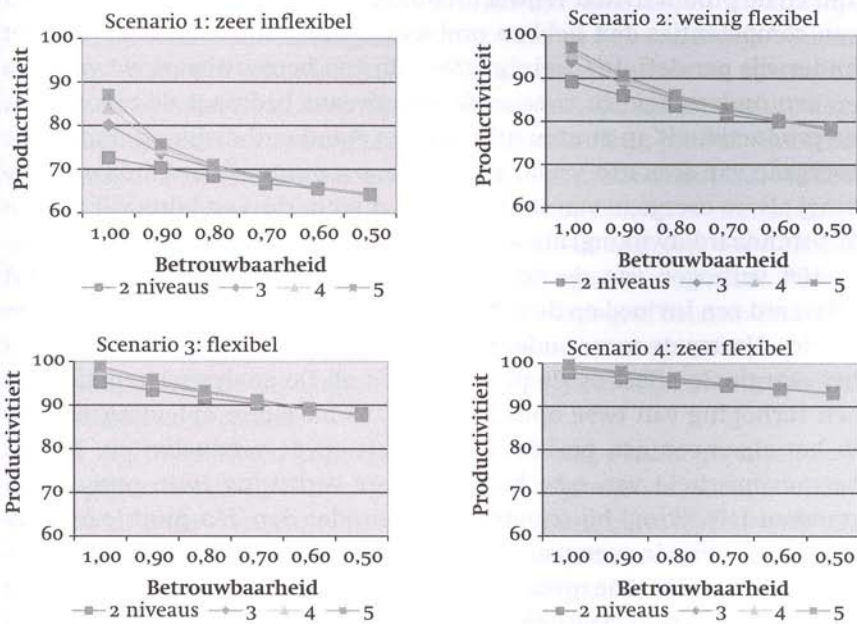 Scenario 1: zeer inflexibel
Productiviteit
100
90
80
70
60
1,00 0,90 0,80 0,70 0,60 0,50
Betrouwbaarheid
2 niveaus 3 4 5
Scenario 2: weinig flexibel
Productiviteit
100
90
80
70
60
1,00 0,90 0,80 0,70 0,60 0,50
Betrouwbaarheid
2 niveaus 3 4 5
Scenario 3: flexibel
Productiviteit
100
90
80
70
60
1,00 0,90 0,80 0,70 0,60 0,50
Betrouwbaarheid
2 niveaus 3 4 5
Scenario 4: zeer flexibel
Productiviteit
100
90
80
70
60
1,00 0,90 0,80 0,70 0,60 0,50
Betrouwbaarheid
2 niveaus 3 4 5